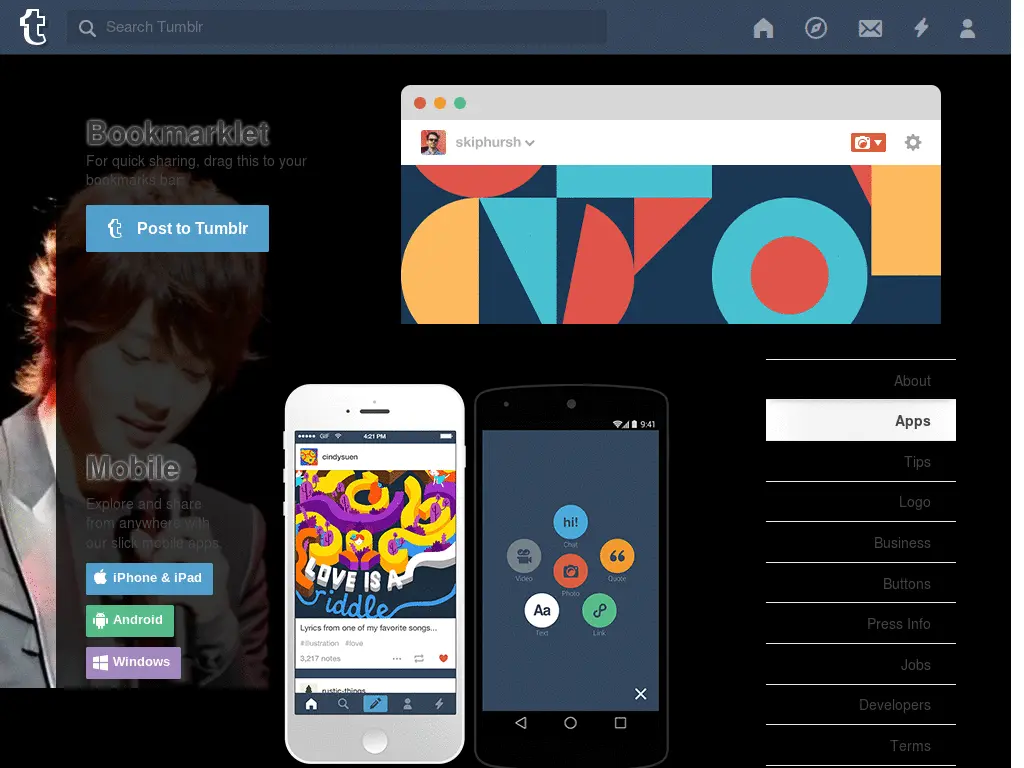 Search Tumblr
Bookmarklet
For quick sharing, drag this to your
bookmarks bar:
Post to Tumblr
skiphursh
Mobile
Explore and share
from anywhere with
our slick mobile apps.
iPhone & iPad
Android
Windows
GIF
4:21 PM
cindysuen
LOVE IS A
riddle
Lyrics from one of my favorite songs...
#illustration #love
3,217 notes
rustic-things
9:41
hi!
Chat
Video
Quote
Photo
Aa
Text
Link
About
Apps
Tips
Logo
Business
Buttons
Press Info
Jobs
Developers
Terms